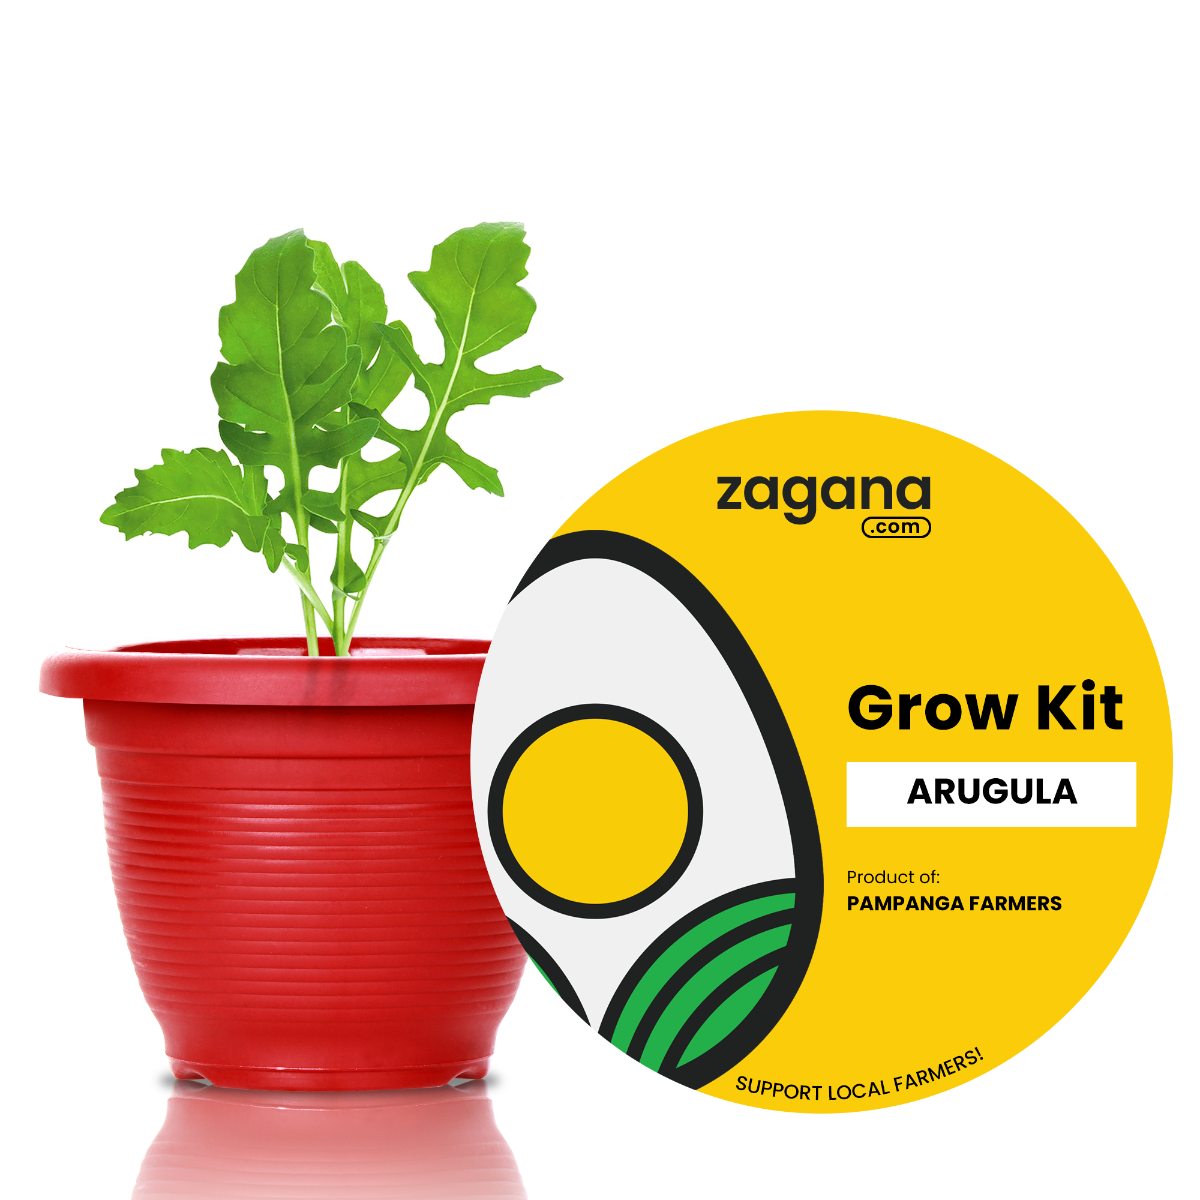 zagana
.com
Grow Kit
ARUGULA
Product of:
PAMPANGA FARMERS
SUPPORT LOCAL FARMERS!